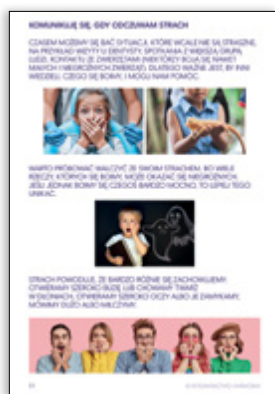 KOMUNIKUJĘ SIĘ, GDY ODCZUWAM STRACH
CZASEM MOŻEMY SIĘ BAĆ SYTUACJI, KTÓRE WCALE NIE SĄ STRASZNE,
NA PRZYKŁAD WIZYTY U DENTYSTY, SPOTKANIA Z WIĘKSZĄ GRUPĄ
LUDZI, KONTAKTU ZE ZWIERZĘTAMI (NIEKTÓRZY BOJĄ SIĘ NAWET
MAŁYCH I NIEGROŹNYCH ZWIERZĄT). DLATEGO WAŻNE JEST, BY INNI
WIEDZIELI, CZEGO SIĘ BOIMY, I MOGLI NAM POMÓC.
WARTO PRÓBOWAĆ WALCZYĆ ZE SWOIM STRACHEM, BO WIELE
RZECZY, KTÓRYCH SIĘ BOIMY, MOŻE OKAZAĆ SIĘ NIEGROŹNYCH.
JEŚLI JEDNAK BOIMY SIĘ CZEGOŚ BARDZO MOCNO, TO LEPIEJ TEGO
UNIKAĆ.
STRACH POWODUJE, ŻE BARDZO RÓŻNIE SIĘ ZACHOWUJEMY:
OTWIERAMY SZEROKO BUZIĘ LUB CHOWAMY TWARZ
W DŁONIACH, OTWIERAMY SZEROKO OCZY ALBO JE ZAMYKAMY,
MÓWIMY DUŻO ALBO MILCZYMY.